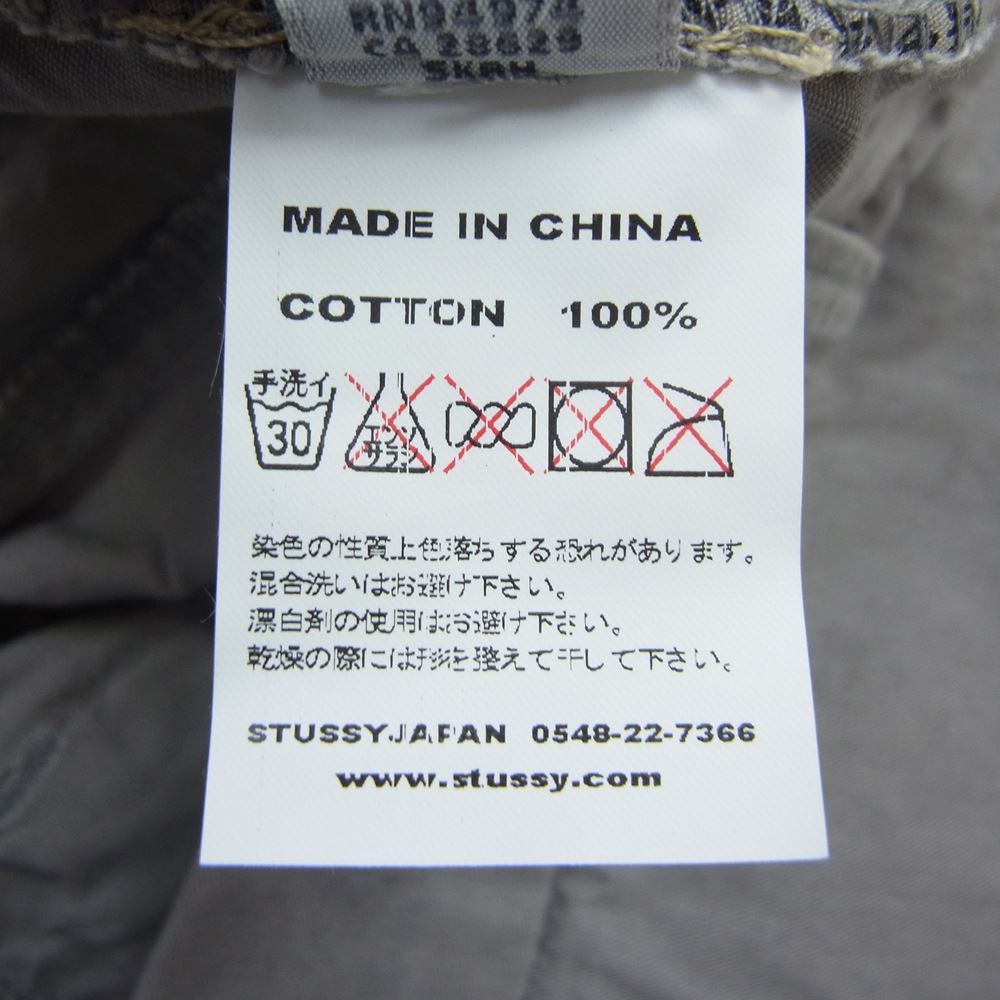 RN94974
CA 28629
MADE IN CHINA
COTTON 100%
手洗イ
30
エンソ
サラシ
染色の性質上色落ちする恐れがあります。
混合洗いはお避け下さい。
漂白剤の使用はお避け下さい。
乾燥の際には形を整えて干して下さい。
STUSSYJAPAN 0548-22-7366
www.stussy.com